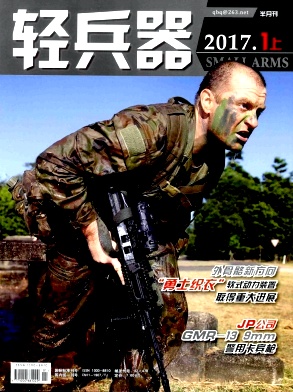 qbq@263.net
半月刊
轻兵器
2017.1上
SMALL ARMS
外骨骼新方向
“勇士织衣”软式动力装置
取得重大进展
JP公司
GMR-13 9mm
警用卡宾枪